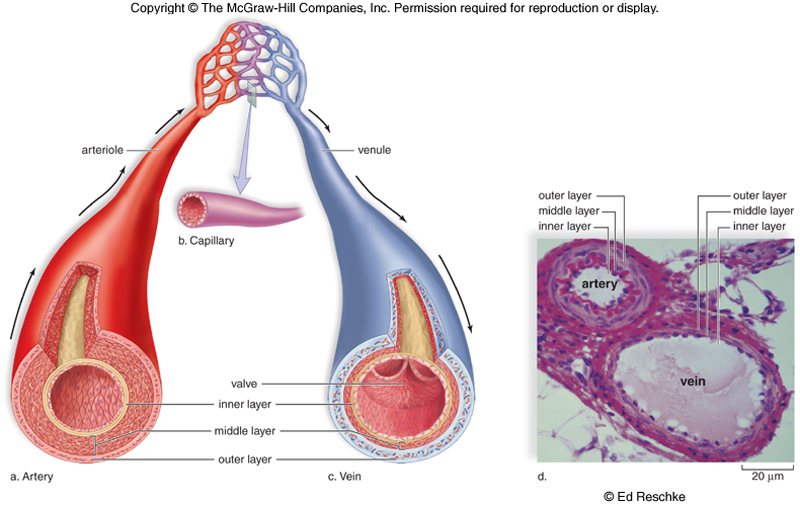 Copyright © The McGraw-Hill Companies, Inc. Permission required for reproduction or display.
arteriole
venule
b. Capillary
valve
inner layer
middle layer
outer layer
a. Artery
c. Vein
outer layer
middle layer
inner layer
outer layer
middle layer
inner layer
artery
vein
d.
20 µm
© Ed Reschke